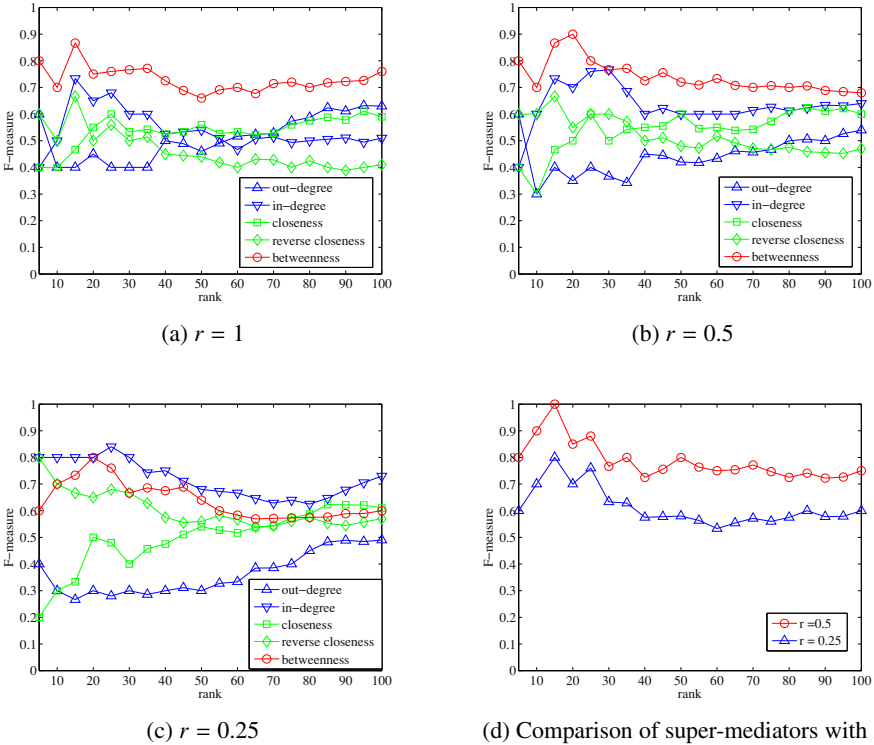 1
0.9
0.8
0.7
0.6
0.5
0.4
0.3
0.2
0.1
0
F−measure
10 20 30 40 50 60 70 80 90 100
rank
out−degree
in−degree
closeness
reverse closeness
betweenness
(a) r = 1
1
0.9
0.8
0.7
0.6
0.5
0.4
0.3
0.2
0.1
0
F−measure
10 20 30 40 50 60 70 80 90 100
rank
out−degree
in−degree
closeness
reverse closeness
betweenness
(b) r = 0.5
1
0.9
0.8
0.7
0.6
0.5
0.4
0.3
0.2
0.1
0
F−measure
10 20 30 40 50 60 70 80 90 100
rank
out−degree
in−degree
closeness
reverse closeness
betweenness
(c) r = 0.25
1
0.9
0.8
0.7
0.6
0.5
0.4
0.3
0.2
0.1
0
F−measure
10 20 30 40 50 60 70 80 90 100
rank
r =0.5
r = 0.25
(d) Comparison of super-mediators with